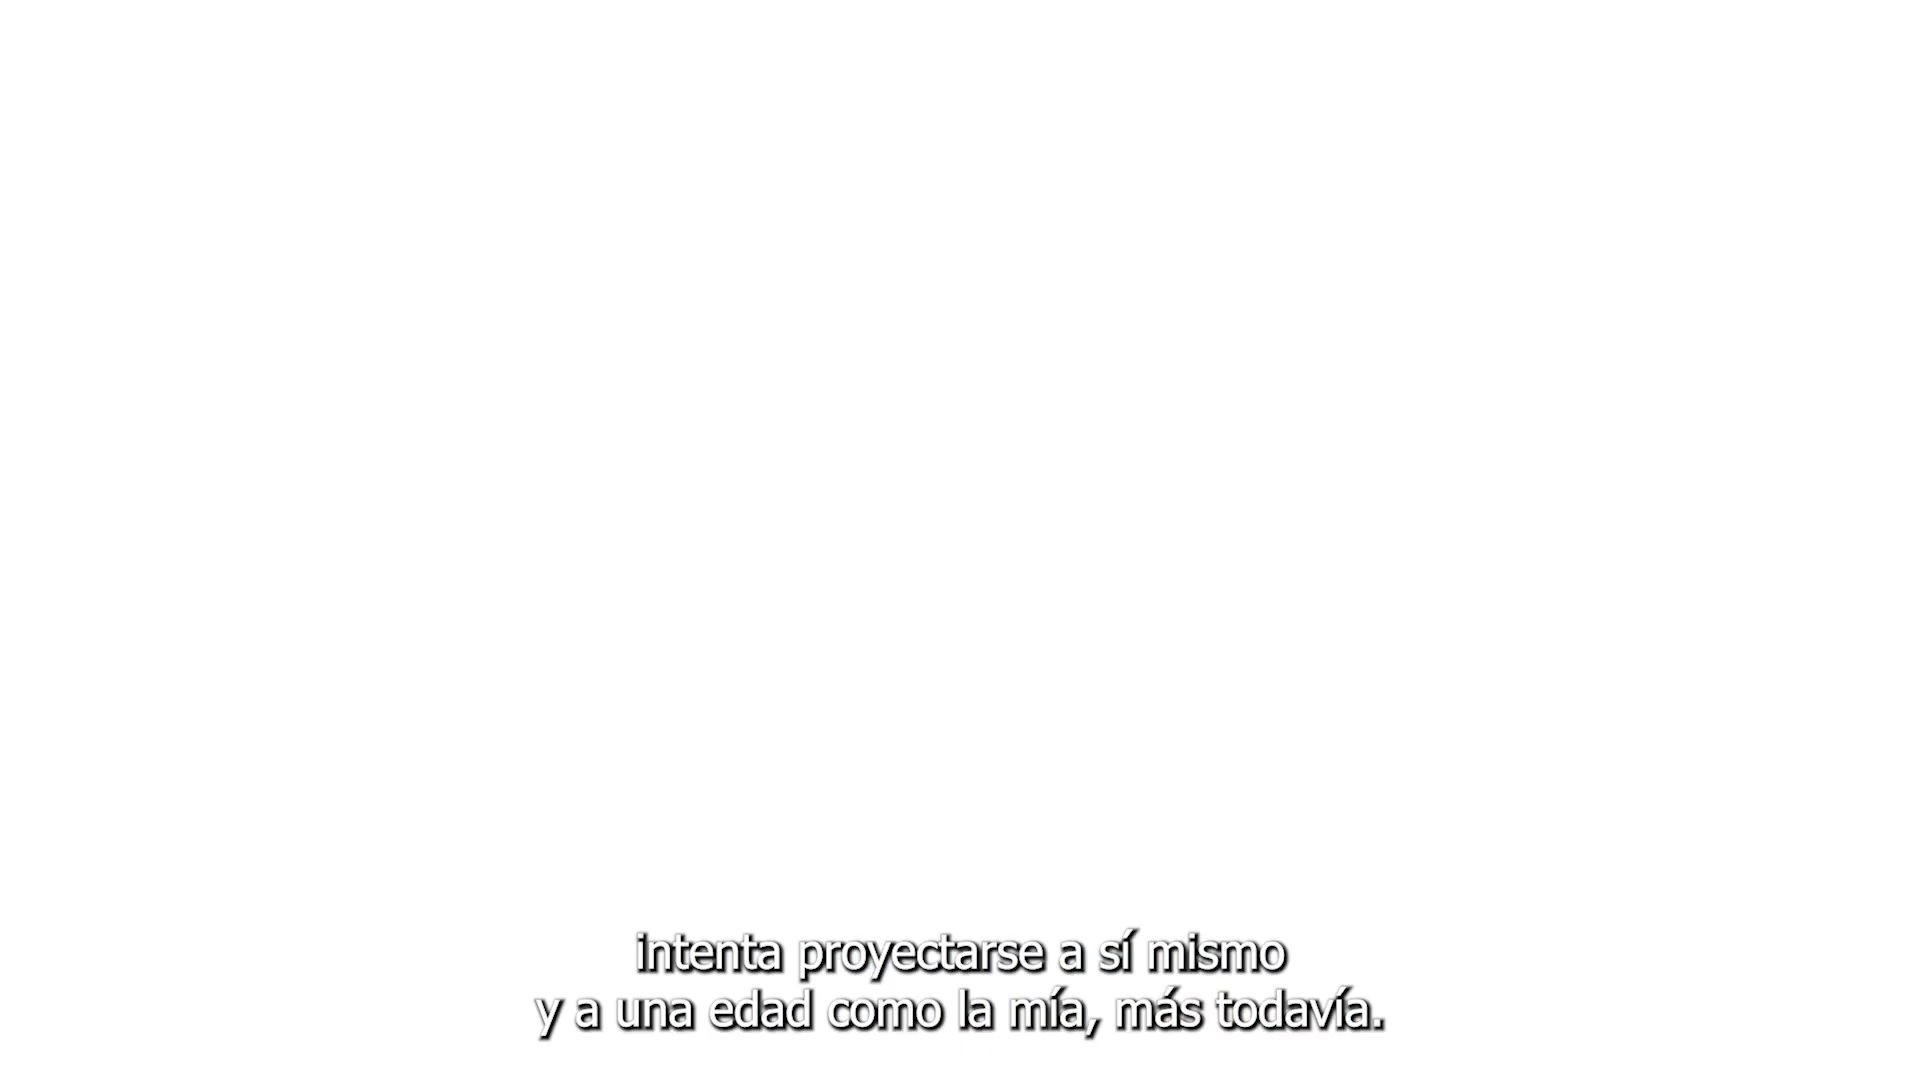 intenta proyectarse a sí mismo
y a una edad como la mía, más todavía.